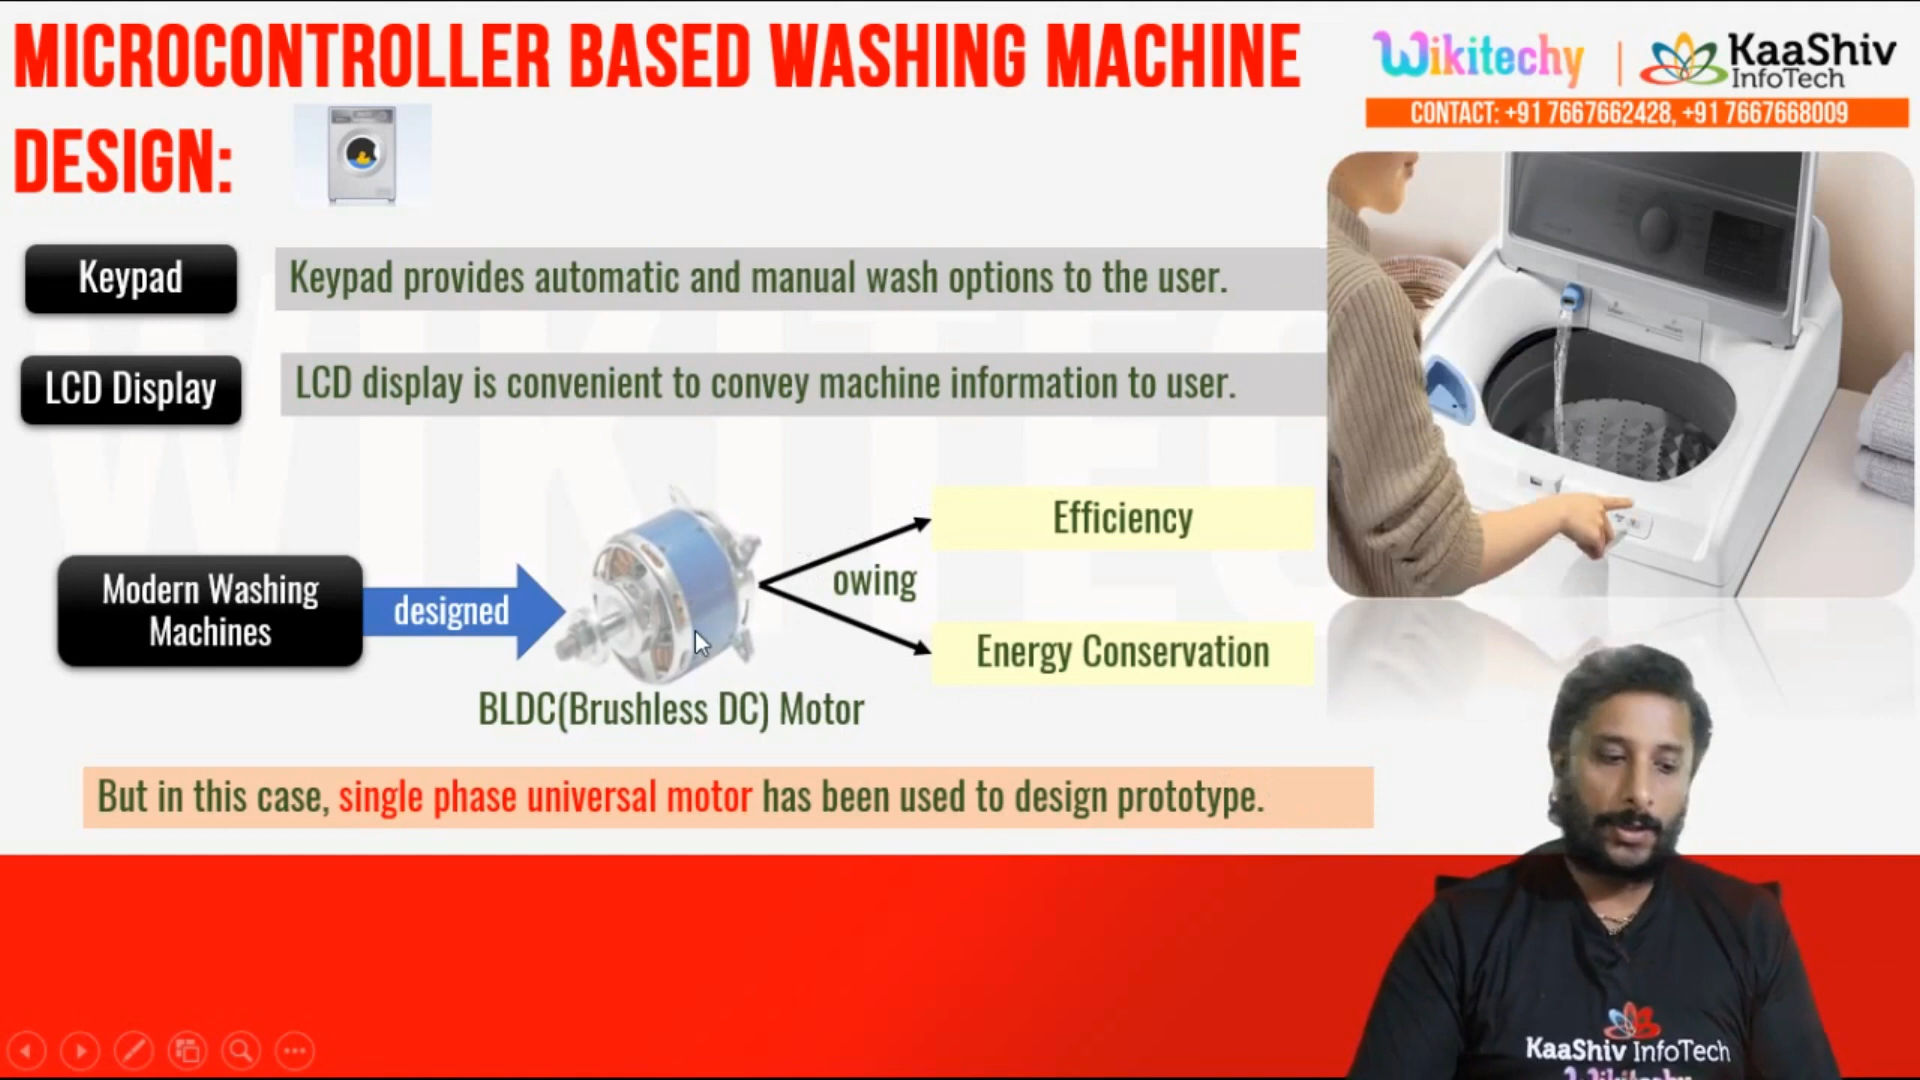 MICROCONTROLLER BASED WASHING MACHINE
DESIGN:
Wikitechy | KaaShiv
InfoTech
CONTACT: +91 7667662428, +91 7667668009
Keypad
Keypad provides automatic and manual wash options to the user.
LCD Display
LCD display is convenient to convey machine information to user.
Modern Washing
Machines
designed
BLDC(Brushless DC) Motor
owing
Efficiency
Energy Conservation
But in this case, single phase universal motor has been used to design prototype.
KaaShiv InfoTech
Wikitechy
WIKITEC